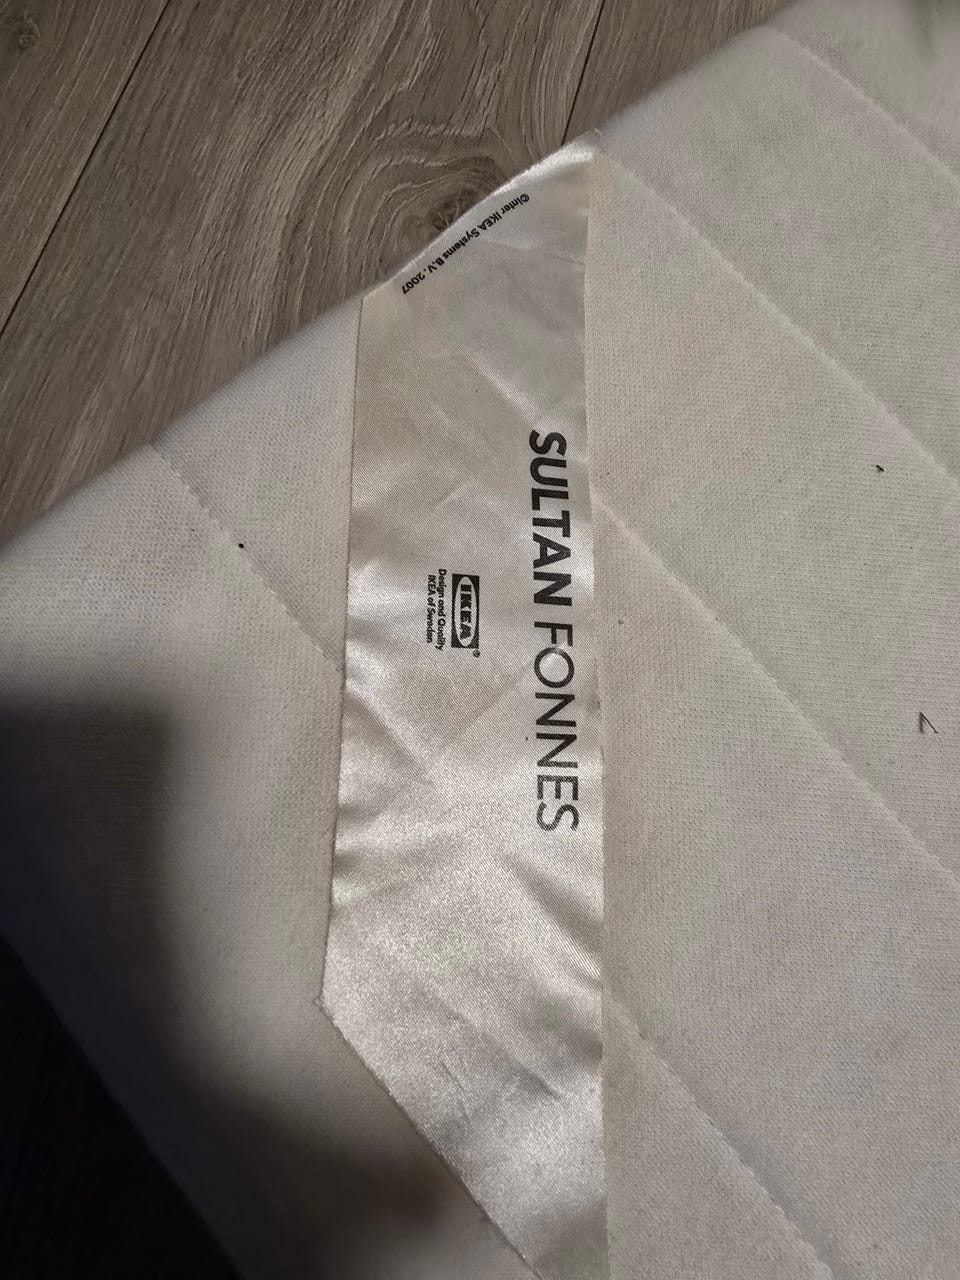 ©Inter IKEA Systems B.V. 2007
SULTAN FONNES
IKEA®
Design and Quality
IKEA of Sweden